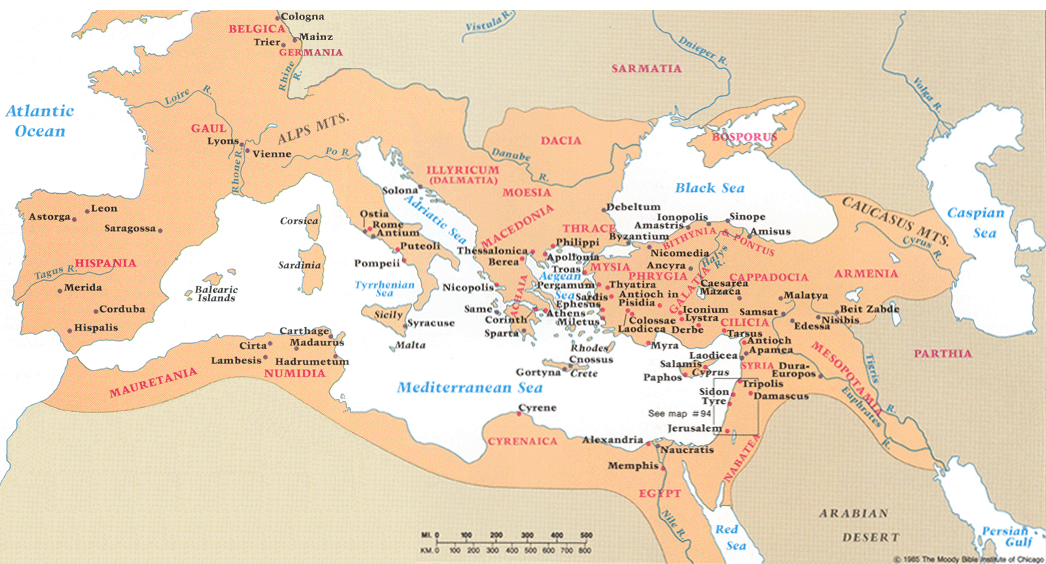 Cologna
BELGICA
Mainz
Trier
GERMANIA
Rhine
R.
Vistula R.
Dnieper R.
SARMATIA
Volga R.
Atlantic
Ocean
Loire R.
GAUL
Lyons
Vienne
Rhone R.
ALPS MTS.
Po R.
DACIA
Danube
R.
BOSPORUS
ILLYRICUM
(DALMATIA)
MOESIA
Solona
Adriatic Sea
Black Sea
Caspian
Sea
CAUCASUS MTS.
Cyrus R.
Astorga
Leon
Saragossa
HISPANIA
Tagus R.
Merida
Corduba
Hispalis
Balearic
Islands
Corsica
Sardinia
Ostia
Rome
Antium
Puteoli
Pompeii
Tyrrhenian
Sea
Sicily
Syracuse
Malta
MACEDONIA
Thessalonica
Berea
Philippi
Apollonia
THRACE
Debeltum
Byzantium
Ionopolis
Amastris
Sinope
Amisus
BITHYNIA & PONTUS
Nicomedia
Halys
R.
Ancyra
Troas
MYSIA
Aegean
Sea
Pergamum
Thyatira
PHRYGIA
GALATIA
Caesarea
Mazaca
CAPPADOCIA
ARMENIA
Nicopolis
ACHAIA
Sardis
Antioch in
Pisidia
Ephesus
Same
Corinth
Athens
Sparta
Miletus
Colossae
Laodicea
Iconium
Lystra
Derbe
CILICIA
Tarsus
Malatya
Samsat
Edessa
Nisibis
Beit Zabde
Rhodes
Myra
Cnossus
Gortyna
Crete
Antioch
Apamea
Laodicea
Salamis
Cyprus
Paphos
SYRIA
Dura-
Europos
MESOPOTAMIA
Tigris
R.
Euphrates
R.
PARTHIA
Tripolis
Sidon
Tyre
Damascus
See map #94
Jerusalem
NABATEA
Carthage
Cirta
Madaurus
Lambesis
Hadrumetum
MAURETANIA
NUMIDIA
Mediterranean Sea
Cyrene
CYRENAICA
Alexandria
Naucratis
Memphis
EGYPT
Nile R.
Red
Sea
ARABIAN
DESERT
Persian
Gulf
MI. 0 100 200 300 400 500
KM. 0 100 200 300 400 500 600 700 800
© 1985 The Moody Bible Institute of Chicago